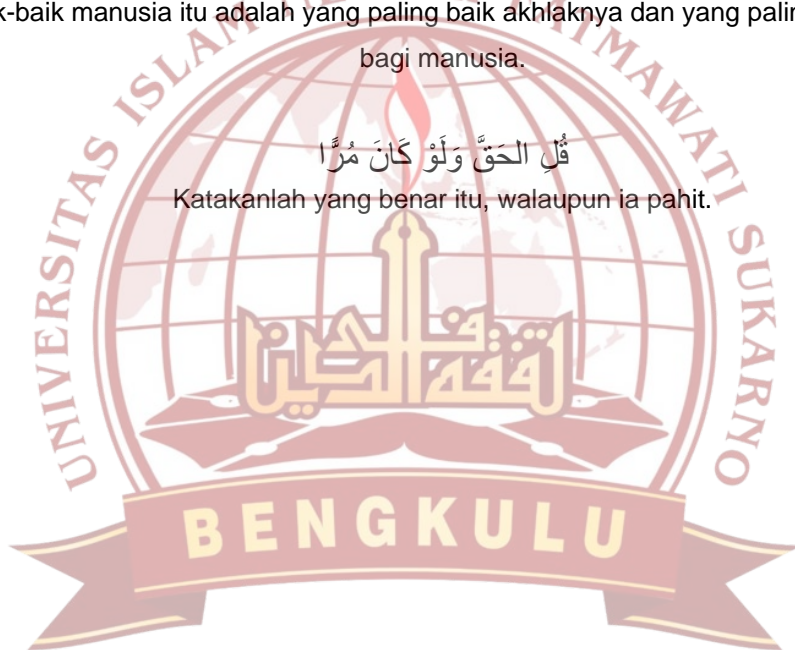 k-baik manusia itu adalah yang paling baik akhlaknya dan yang palin
bagi manusia.
قُلِ الحَقَّ وَلَوْ كَانَ مُرًّا
Katakanlah yang benar itu, walaupun ia pahit.
UNIVERSITAS ISLAM NEGERI FATMAWATI SUKARNO
BENGKULU